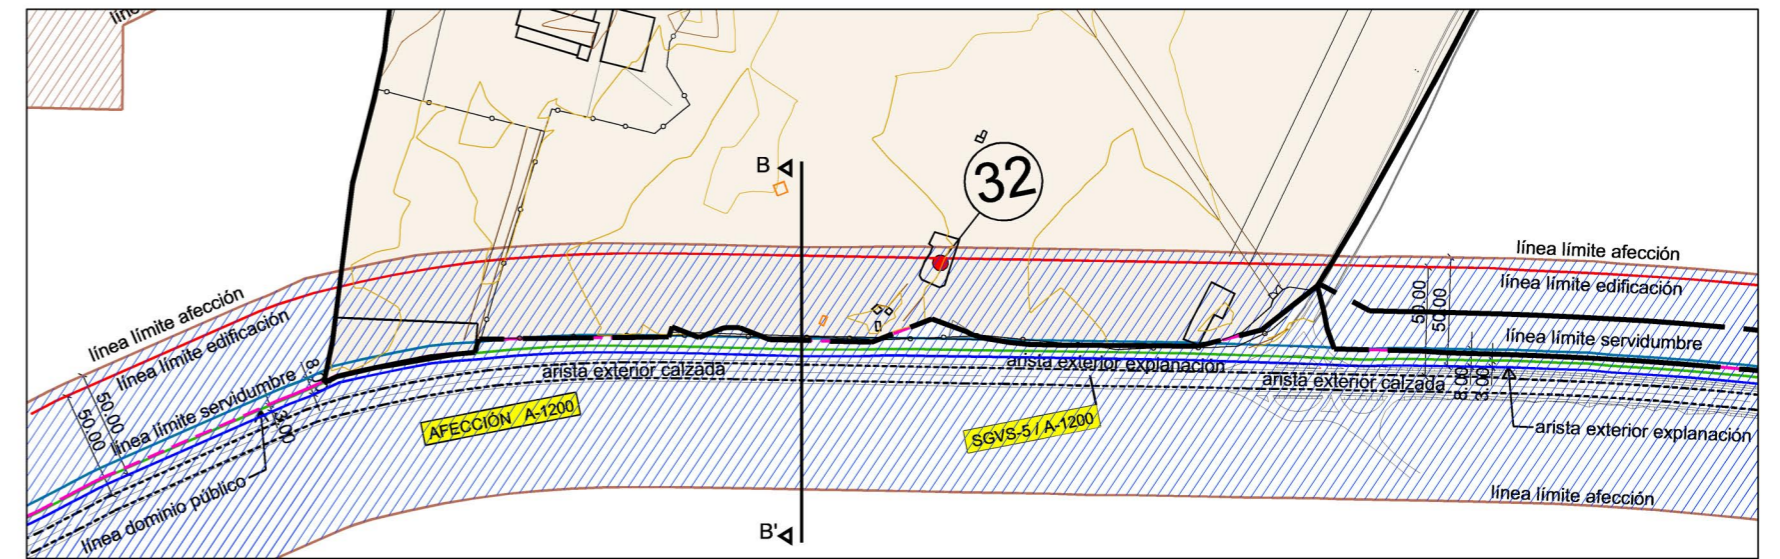 líne
B
32
línea límite afección
línea límite edificación
50.00
50.00
línea límite afección
línea límite edificación
línea límite servidumbre
línea límite servidumbre
8.00
3.00
arista exterior explanación
arista exterior calzada
arista exterior calzada
50.00
50.00
3.00
AFECCIÓN A-1200
SGVS-5 / A-1200
arista exterior explanación
línea dominio público
línea límite afección
B'